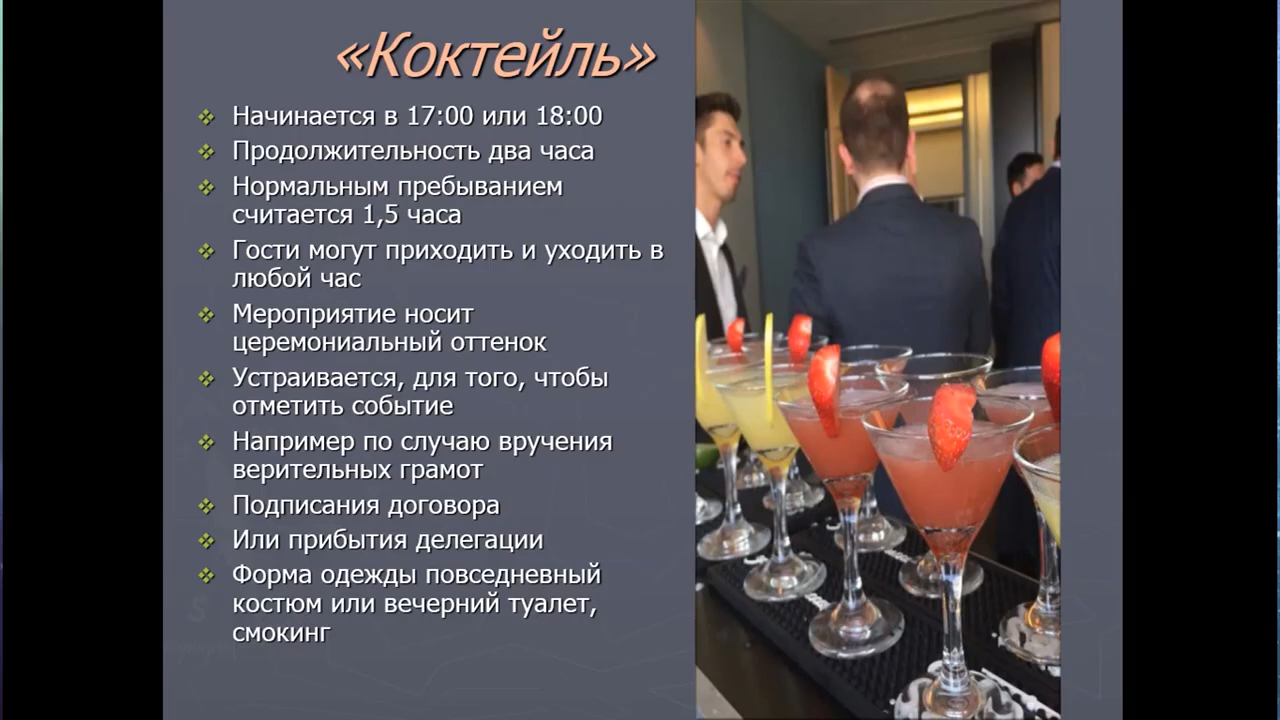 «Коктейль»
Начинается в 17:00 или 18:00
Продолжительность два часа
Нормальным пребыванием
считается 1,5 часа
Гости могут приходить и уходить в
любой час
Мероприятие носит
церемониальный оттенок
Устраивается, для того, чтобы
отметить событие
Например по случаю вручения
верительных грамот
Подписания договора
Или прибытия делегации
Форма одежды повседневный
костюм или вечерний туалет,
смокинг